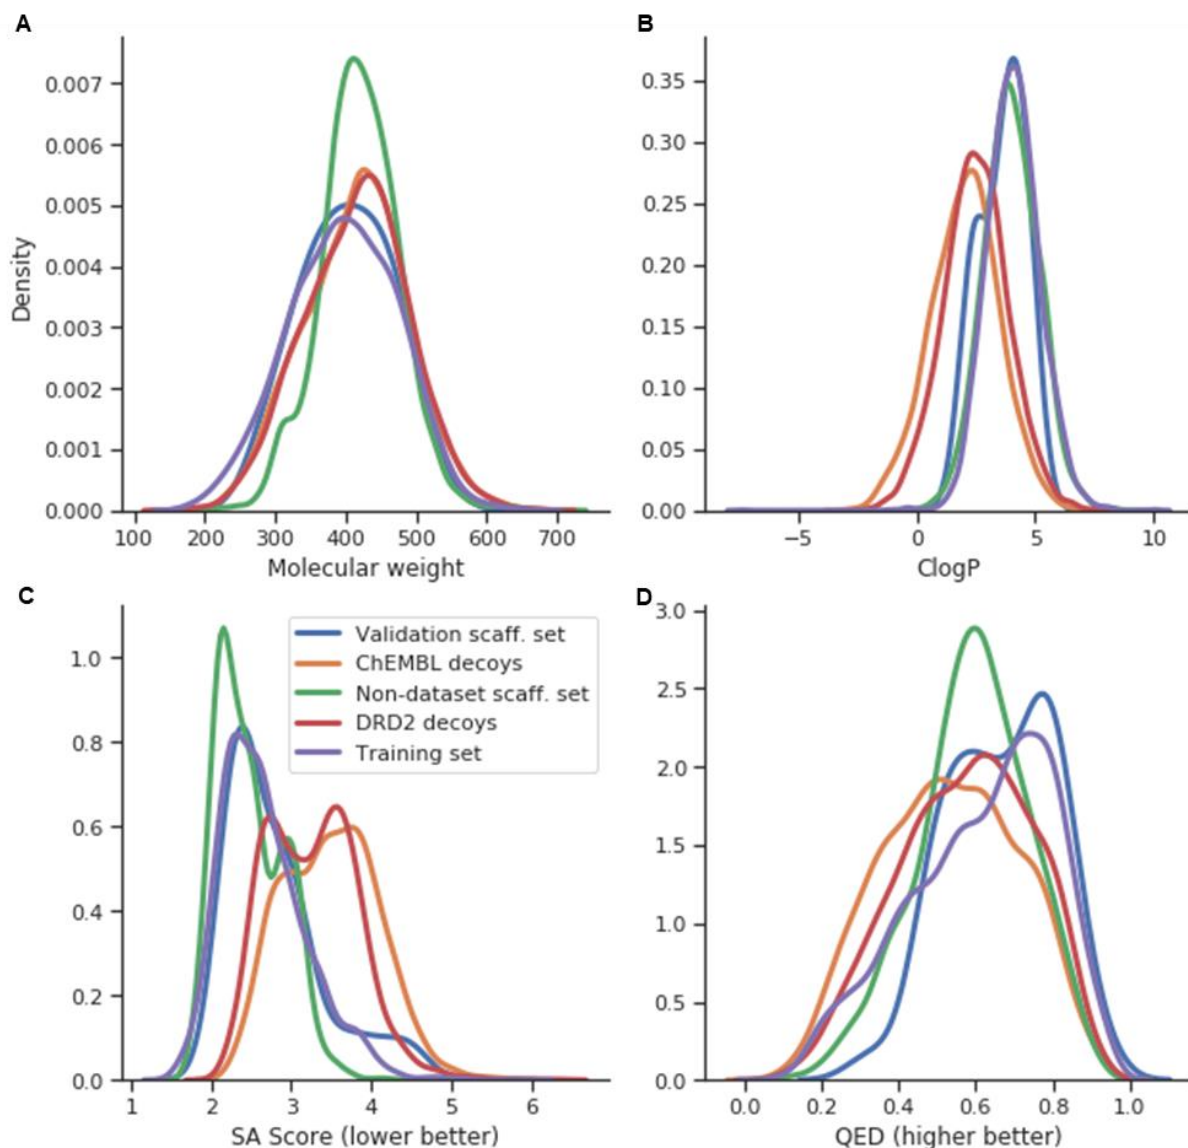 A
B
0.007
0.006
0.005
0.004
0.003
0.002
0.001
0.000
Density
100 200 300 400 500 600 700
Molecular weight
0.35
0.30
0.25
0.20
0.15
0.10
0.05
0.00
−5 0 5 10
ClogP
C
D
1.0
0.8
0.6
0.4
0.2
0.0
Validation scaff. set
ChEMBL decoys
Non-dataset scaff. set
DRD2 decoys
Training set
1 2 3 4 5 6
SA Score (lower better)
3.0
2.5
2.0
1.5
1.0
0.5
0.0
0.0 0.2 0.4 0.6 0.8 1.0
QED (higher better)